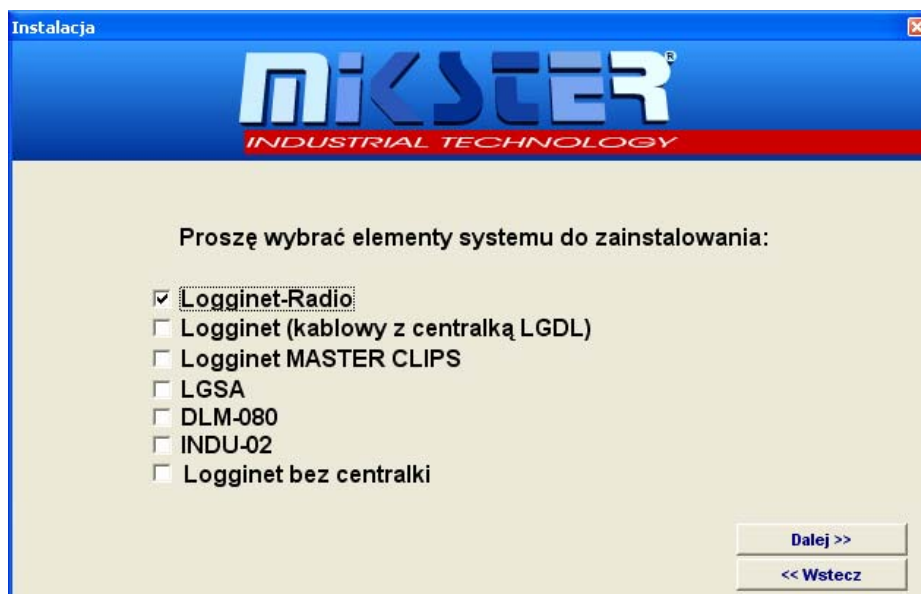 Instalacja
MIKSTER®
INDUSTRIAL TECHNOLOGY
Proszę wybrać elementy systemu do zainstalowania:
Logginet-Radio
Logginet (kablowy z centralką LGDL)
Logginet MASTER CLIPS
LGSA
DLM-080
INDU-02
Logginet bez centralki
Dalej >>
<< Wstecz